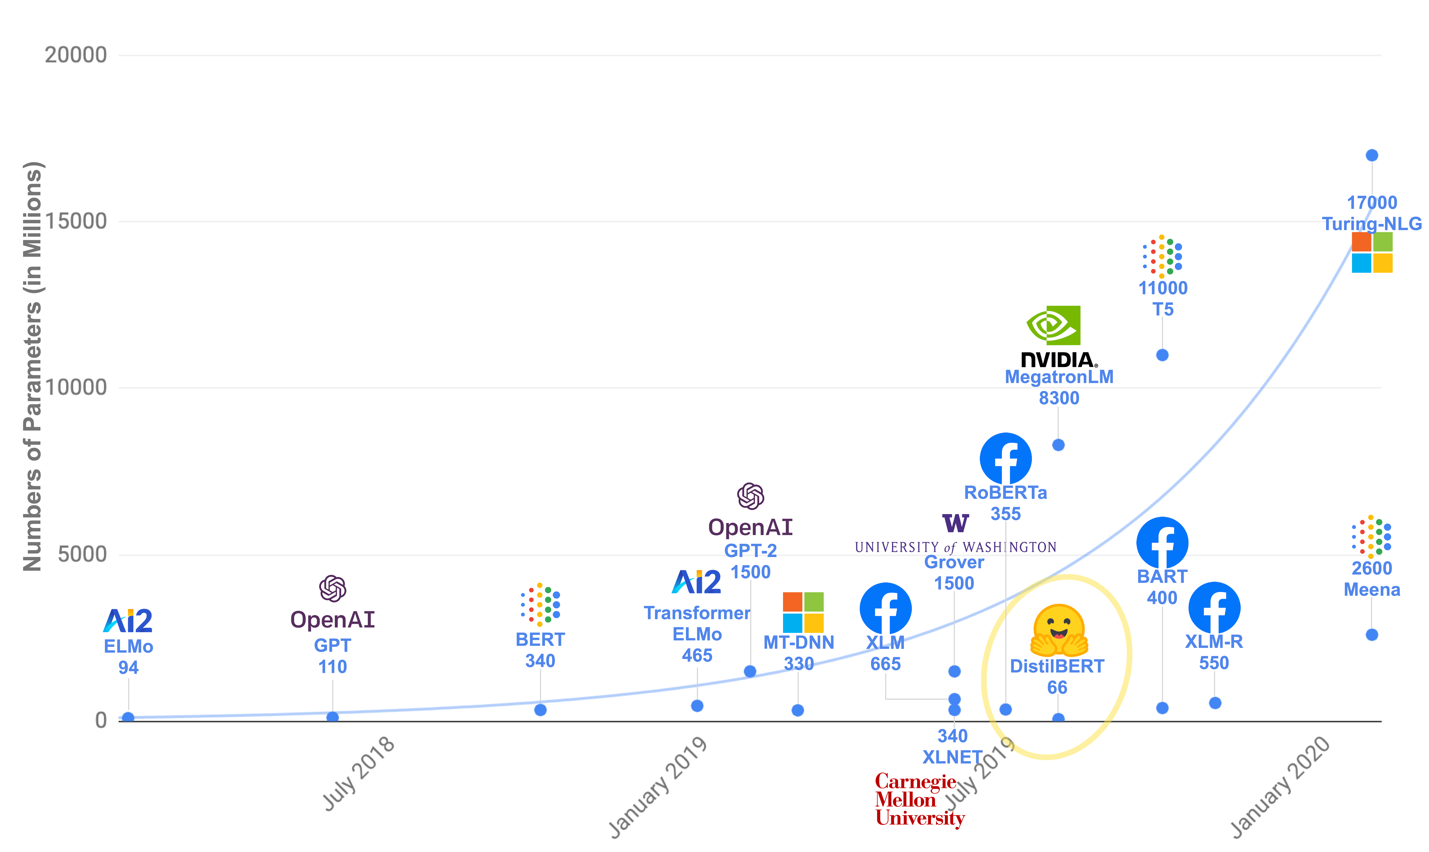 Numbers of Parameters (in Millions)
20000
15000
10000
5000
0
Ai2
ELMo
94
OpenAI
GPT
110
BERT
340
Ai2
Transformer
ELMo
465
OpenAI
GPT-2
1500
MT-DNN
330
XLM
665
W
UNIVERSITY of WASHINGTON
Grover
1500
340
XLNET
Carnegie
Mellon
University
RoBERTa
355
NVIDIA.
MegatronLM
8300
DistilBERT
66
11000
T5
BART
400
XLM-R
550
17000
Turing-NLG
2600
Meena
July 2018
January 2019
July 2019
January 2020